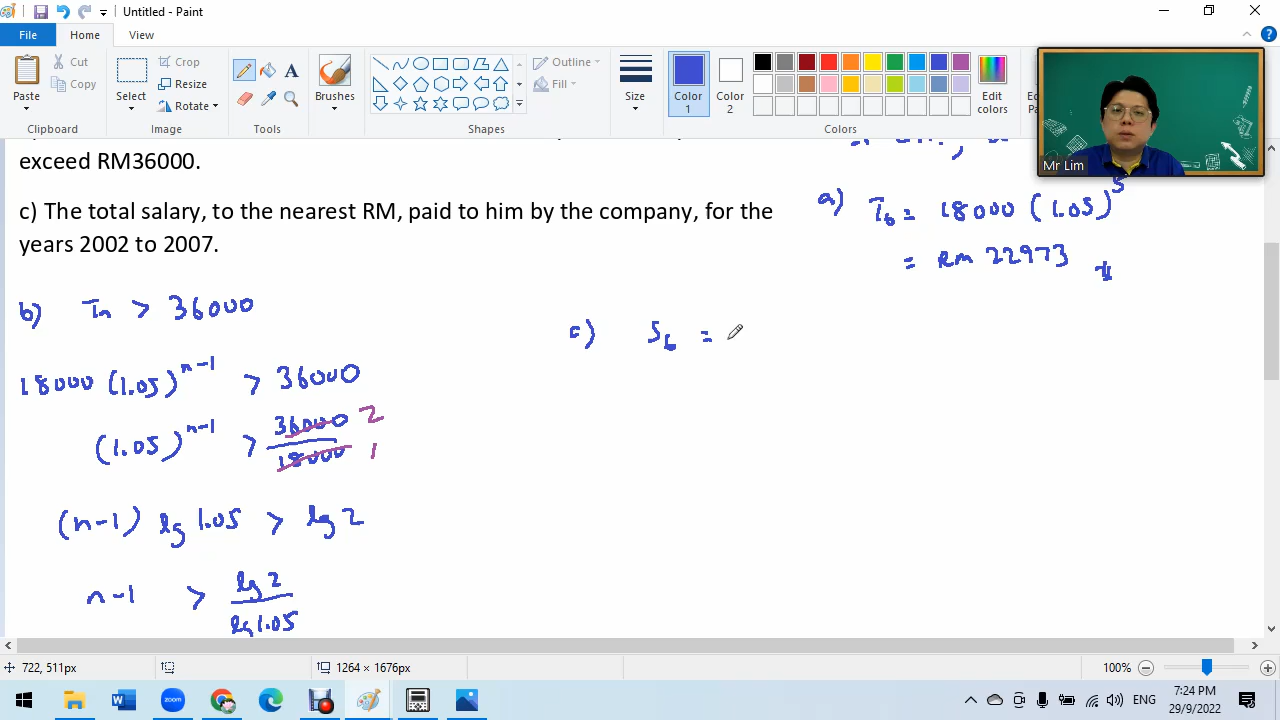 Untitled - Paint
File Home View
Cut
Copy
Paste
Clipboard
Select
Crop
Resize
Rotate
Image
Tools
Brushes
Shapes
Outline
Fill
Size
Color 1
Color 2
Edit colors
Colors
Mr Lim
exceed RM36000.
c) The total salary, to the nearest RM, paid to him by the company, for the
years 2002 to 2007.
a) T6 = 18000 (1.05)^5
= RM 22973
b) Tn > 36000
18000 (1.05)^n-1 > 36000
(1.05)^n-1 > 36000/18000 2 1
(n-1) lg 1.05 > lg 2
n-1 > lg 2/lg 1.05
c) S6 =
722, 511px
1264 × 1676px
100%
W
zoom
ENG
7:24 PM
29/9/2022